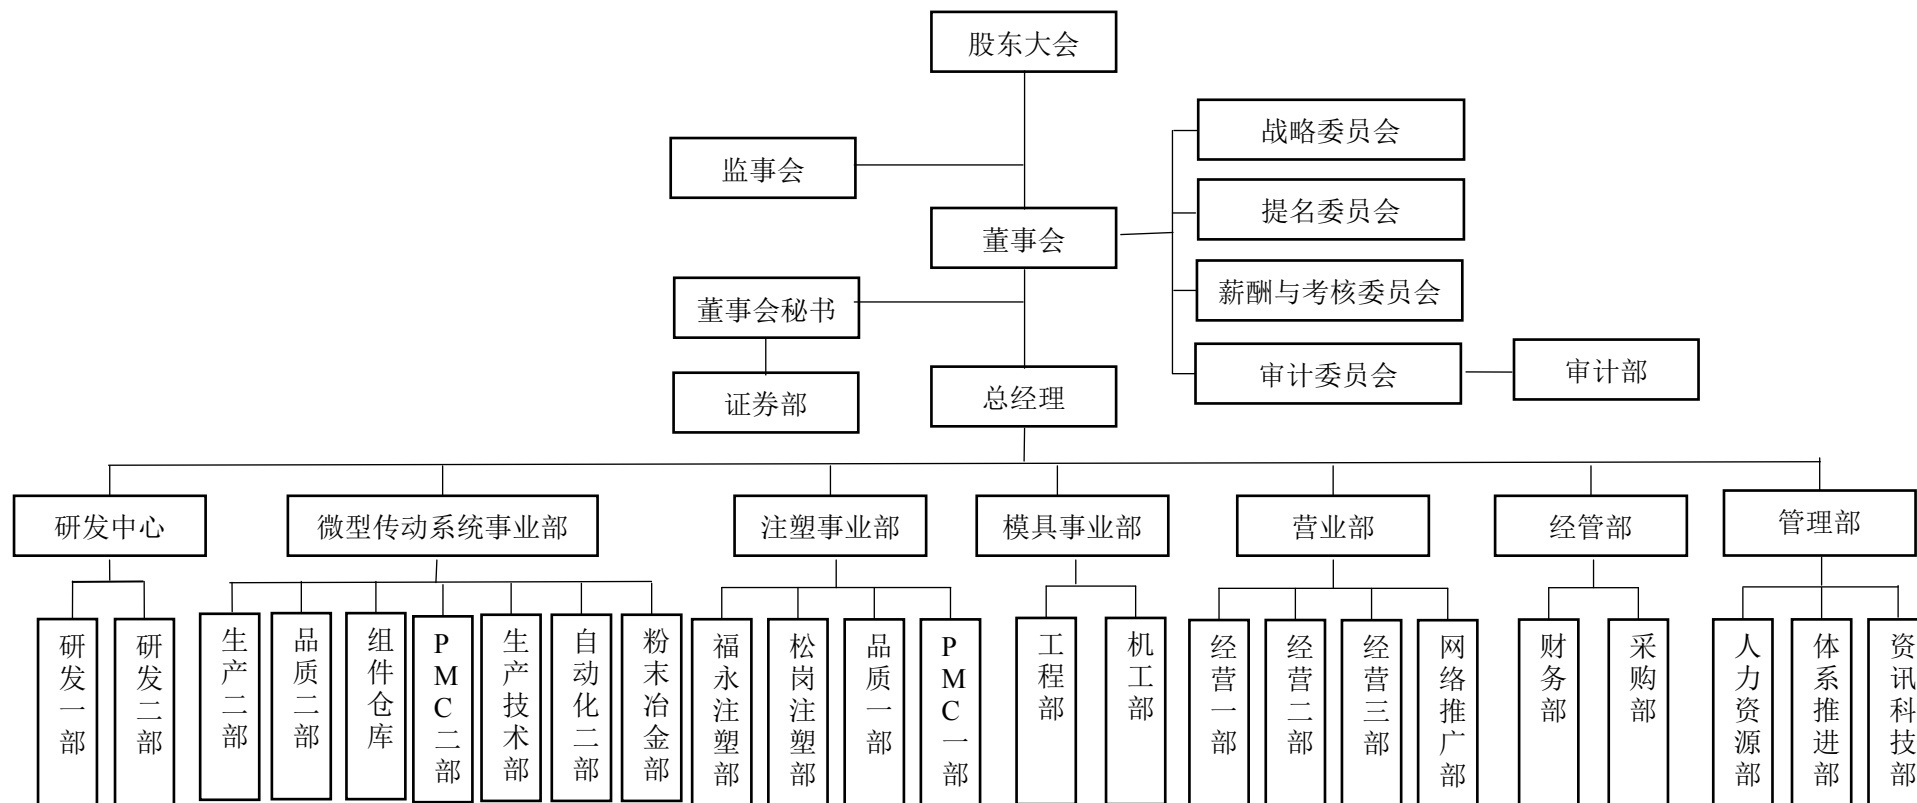 股东大会
战略委员会
监事会
提名委员会
董事会
薪酬与考核委员会
董事会秘书
审计委员会
审计部
证券部
总经理
研发中心
微型传动系统事业部
注塑事业部
模具事业部
营业部
经管部
管理部
研发一部
研发二部
生产二部
品质二部
组件仓库
PMC二部
生产技术部
自动化二部
粉末冶金部
福永注塑部
松岗注塑部
品质一部
PMC一部
工程部
机工部
经营一部
经营二部
经营三部
网络推广部
财务部
采购部
人力资源部
体系推进部
资讯科技部